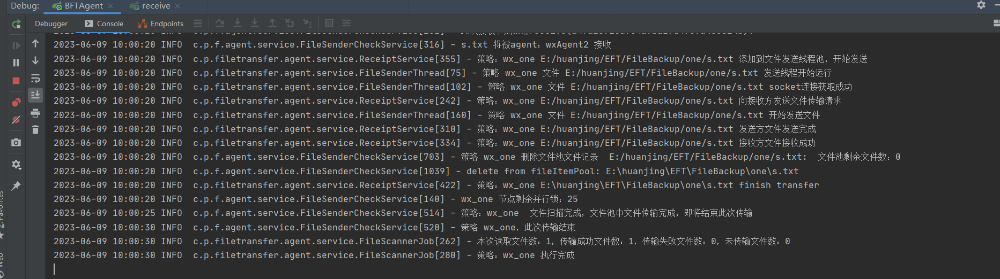 Debug: BFTAgent receive
Debugger Console Endpoints
2023-06-09 10:00:20 INFO c.p.f.agent.service.FileSenderCheckService[316] - s.txt 将被agent：wxAgent2 接收
2023-06-09 10:00:20 INFO c.p.filetransfer.agent.service.ReceiptService[355] - 策略：wx_one E:/huanjing/EFT/FileBackup/one/s.txt 添加到文件发送线程池，开始发送
2023-06-09 10:00:20 INFO c.p.filetransfer.agent.service.FileSenderThread[75] - 策略 wx_one 文件 E:/huanjing/EFT/FileBackup/one/s.txt 发送线程开始运行
2023-06-09 10:00:20 INFO c.p.filetransfer.agent.service.FileSenderThread[102] - 策略 wx_one 文件 E:/huanjing/EFT/FileBackup/one/s.txt socket连接获取成功
2023-06-09 10:00:20 INFO c.p.filetransfer.agent.service.ReceiptService[242] - 策略：wx_one E:/huanjing/EFT/FileBackup/one/s.txt 向接收方发送文件传输请求
2023-06-09 10:00:20 INFO c.p.filetransfer.agent.service.FileSenderThread[160] - 策略 wx_one 文件 E:/huanjing/EFT/FileBackup/one/s.txt 开始发送文件
2023-06-09 10:00:20 INFO c.p.filetransfer.agent.service.ReceiptService[310] - 策略：wx_one E:/huanjing/EFT/FileBackup/one/s.txt 发送方文件发送完成
2023-06-09 10:00:20 INFO c.p.filetransfer.agent.service.ReceiptService[334] - 策略：wx_one E:/huanjing/EFT/FileBackup/one/s.txt 接收方文件接收成功
2023-06-09 10:00:20 INFO c.p.f.agent.service.FileSenderCheckService[703] - 策略 wx_one 删除文件池文件记录 E:/huanjing/EFT/FileBackup/one/s.txt: 文件池剩余文件数：0
2023-06-09 10:00:20 INFO c.p.f.agent.service.FileSenderCheckService[1039] - delete from fileItemPool: E:\huanjing\EFT\FileBackup\one\s.txt
2023-06-09 10:00:20 INFO c.p.filetransfer.agent.service.ReceiptService[422] - 策略：wx_one E:\huanjing\EFT\FileBackup\one\s.txt finish transfer
2023-06-09 10:00:20 INFO c.p.f.agent.service.FileSenderCheckService[140] - wx_one 节点剩余并行锁：25
2023-06-09 10:00:25 INFO c.p.f.agent.service.FileSenderCheckService[514] - 策略：wx_one 文件扫描完成，文件池中文件传输完成，即将结束此次传输
2023-06-09 10:00:30 INFO c.p.f.agent.service.FileSenderCheckService[520] - 策略 wx_one，此次传输结束
2023-06-09 10:00:30 INFO c.p.filetransfer.agent.service.FileScannerJob[262] - 本次读取文件数：1，传输成功文件数：1，传输失败文件数：0，未传输文件数：0
2023-06-09 10:00:30 INFO c.p.filetransfer.agent.service.FileScannerJob[280] - 策略：wx_one 执行完成